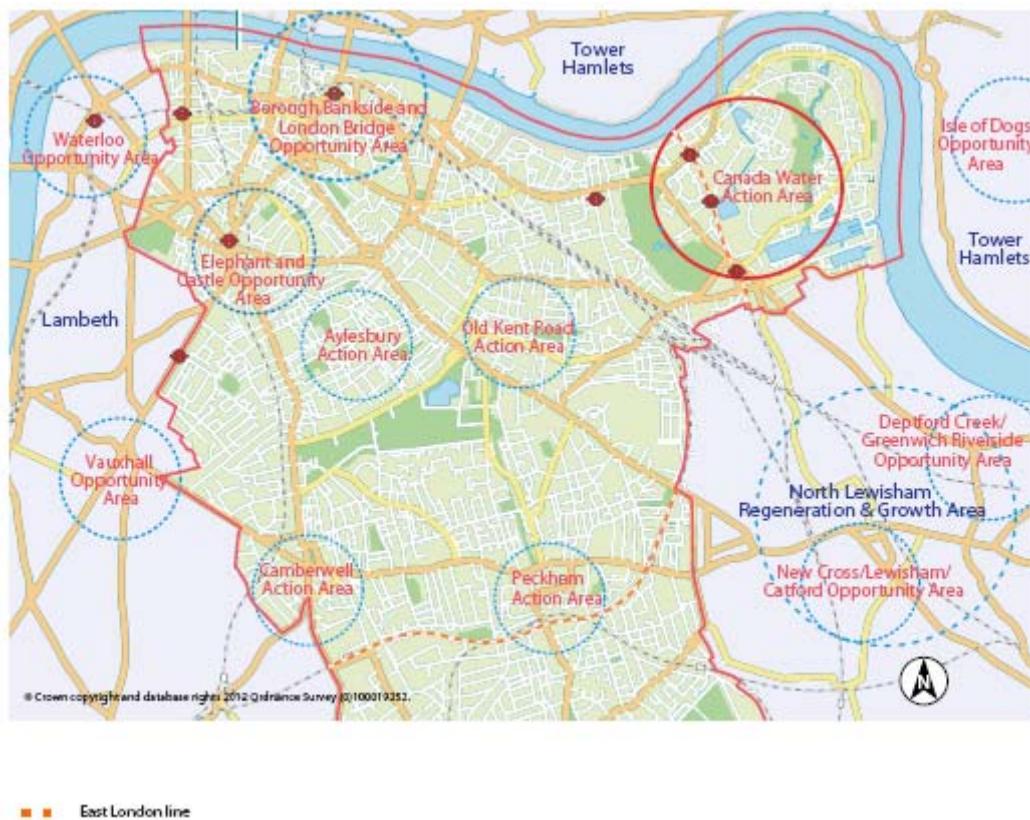 Tower
Hamlets
Borough Bankside and
London Bridge
Opportunity Area
Waterloo
Opportunity Area
Isle of Dogs
Opportunity
Area
Canada Water
Action Area
Tower
Hamlets
Elephant and
Castle Opportunity
Area
Lambeth
Aylesbury
Action Area
Old Kent Road
Action Area
Deptford Creek/
Greenwich Riverside
Opportunity Area
Vauxhall
Opportunity
Area
North Lewisham
Regeneration & Growth Area
Camberwell
Action Area
Peckham
Action Area
New Cross/Lewisham/
Catford Opportunity Area
N
© Crown copyright and database rights 2012 Ordnance Survey (0)100019252.
East London line